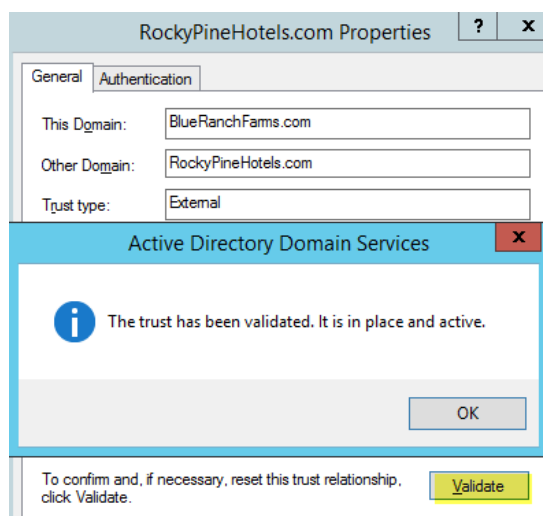 RockyPineHotels.com Properties
? x
General Authentication
This Domain: BlueRanchFarms.com
Other Domain: RockyPineHotels.com
Trust type: External
Active Directory Domain Services x
The trust has been validated. It is in place and active.
OK
To confirm and, if necessary, reset this trust relationship,
click Validate.
Validate